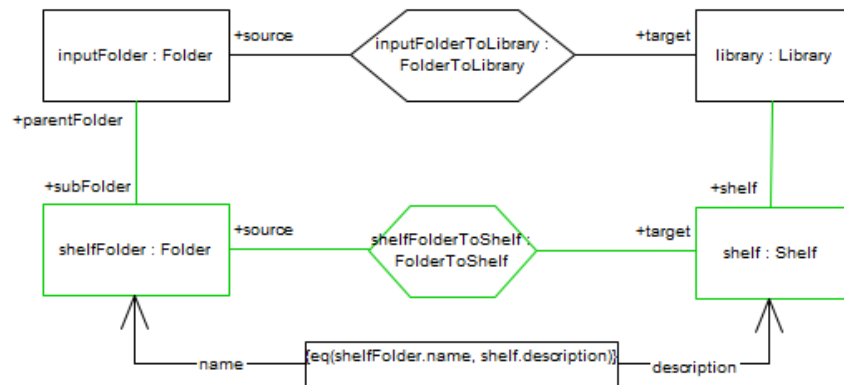 +source
inputFolderToLibrary :
FolderToLibrary
+target
inputFolder : Folder
library : Library
+parentFolder
+subFolder
+shelf
+source
shelfFolderToShelf :
FolderToShelf
+target
shelfFolder : Folder
shelf : Shelf
name
{eq(shelfFolder.name, shelf.description)}
description